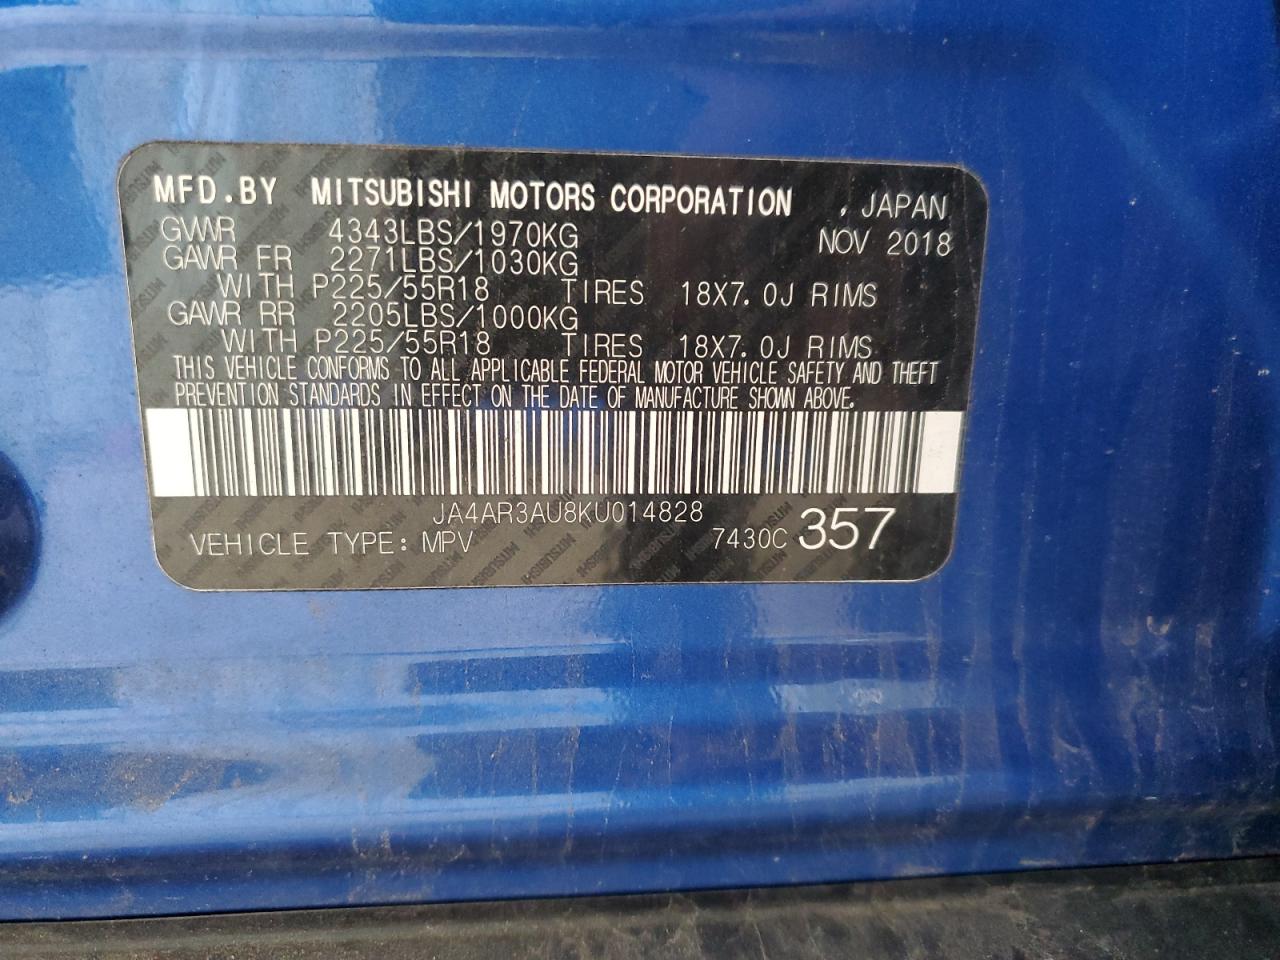 MFD.BY MITSUBISHI MOTORS CORPORATION , JAPAN
GVWR 4343LBS/1970KG NOV 2018
GAWR FR 2271LBS/1030KG
WITH P225/55R18 TIRES 18X7.0J RIMS
GAWR RR 2205LBS/1000KG
WITH P225/55R18 TIRES 18X7.0J RIMS
THIS VEHICLE CONFORMS TO ALL APPLICABLE FEDERAL MOTOR VEHICLE SAFETY AND THEFT
PREVENTION STANDARDS IN EFFECT ON THE DATE OF MANUFACTURE SHOWN ABOVE.
JA4AR3AU8KU014828
VEHICLE TYPE: MPV 7430C 357